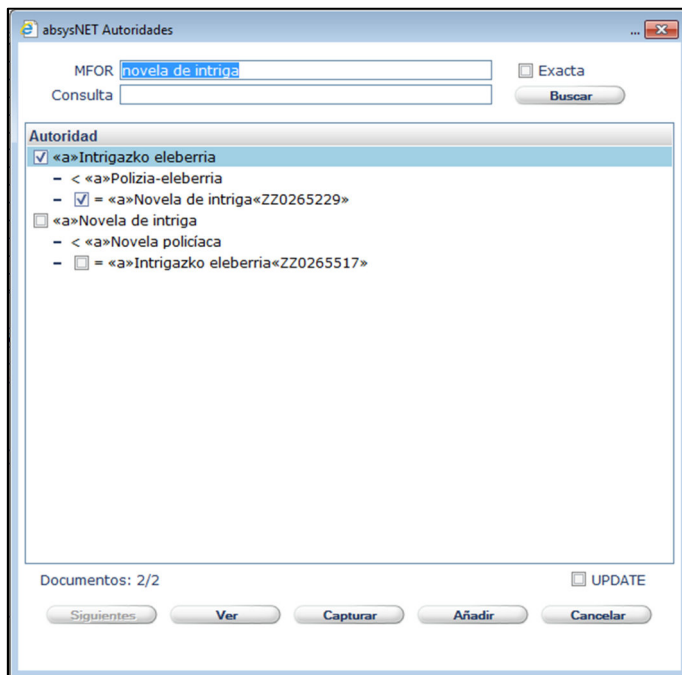 absysNET Autoridades ...
MFOR novela de intriga Exacta
Consulta Buscar
Autoridad
«a»Intrigazko eleberria
– < «a»Polizia-eleberria
– = «a»Novela de intriga«ZZ0265229»
«a»Novela de intriga
– < «a»Novela policíaca
– = «a»Intrigazko eleberria«ZZ0265517»
Documentos: 2/2 UPDATE
Siguientes Ver Capturar Añadir Cancelar